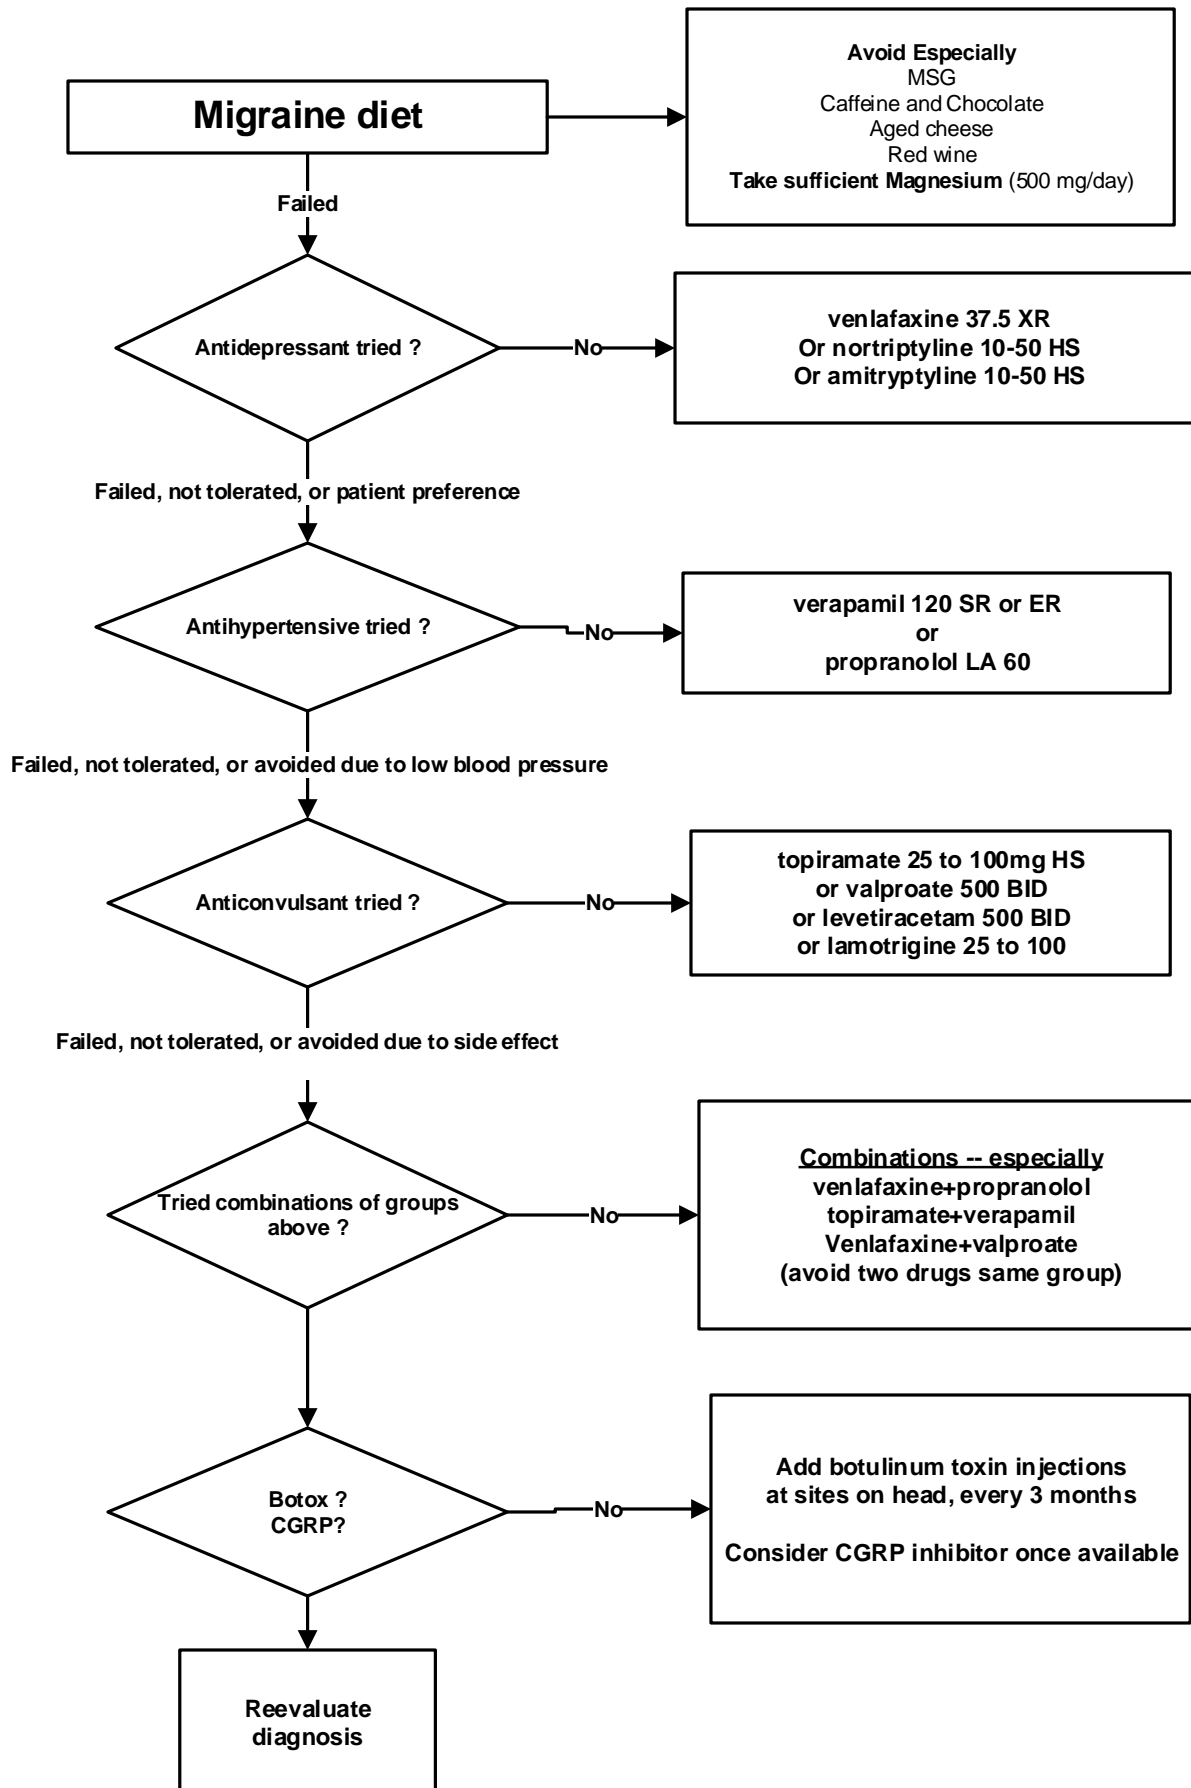 Migraine diet
Avoid Especially
MSG
Caffeine and Chocolate
Aged cheese
Red wine
Take sufficient Magnesium (500 mg/day)
Failed
Antidepressant tried ?
No
venlafaxine 37.5 XR
Or nortriptyline 10-50 HS
Or amitryptyline 10-50 HS
Failed, not tolerated, or patient preference
Antihypertensive tried ?
No
verapamil 120 SR or ER
or
propranolol LA 60
Failed, not tolerated, or avoided due to low blood pressure
Anticonvulsant tried ?
No
topiramate 25 to 100mg HS
or valproate 500 BID
or levetiracetam 500 BID
or lamotrigine 25 to 100
Failed, not tolerated, or avoided due to side effect
Tried combinations of groups
above ?
No
Combinations -- especially
venlafaxine+propranolol
topiramate+verapamil
Venlafaxine+valproate
(avoid two drugs same group)
Botox ?
CGRP?
No
Add botulinum toxin injections
at sites on head, every 3 months
Consider CGRP inhibitor once available
Reevaluate
diagnosis